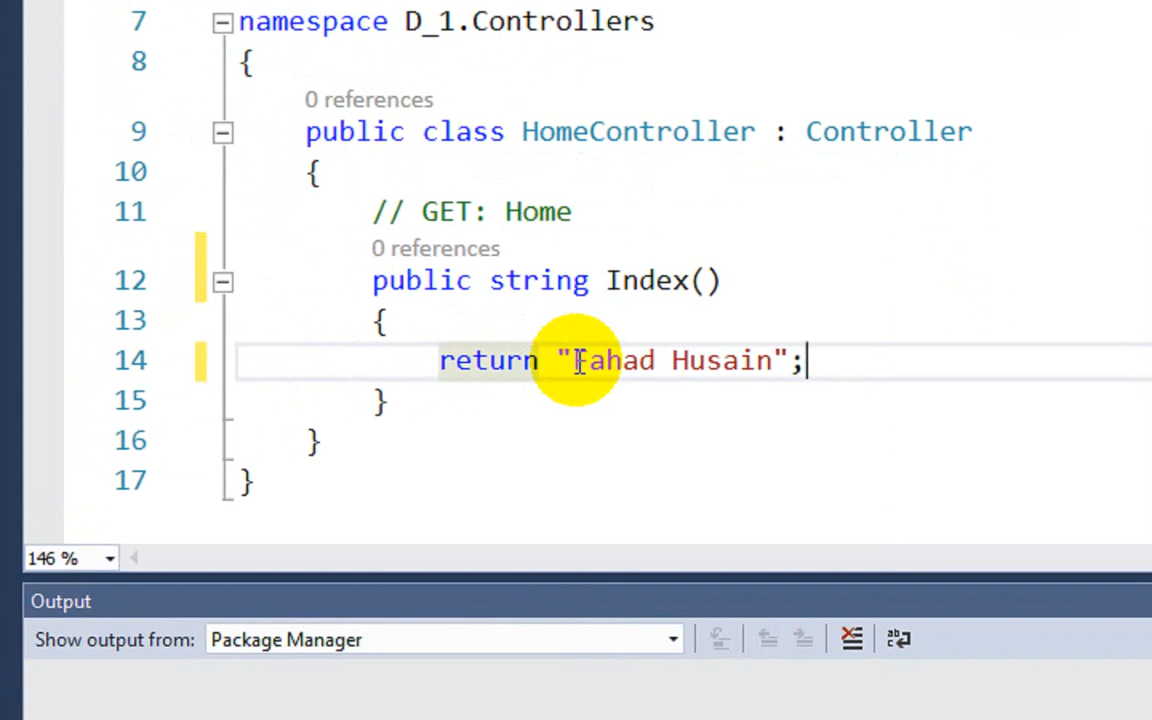 7 namespace D_1.Controllers
8 {
0 references
9 public class HomeController : Controller
10 {
11 // GET: Home
0 references
12 public string Index()
13 {
14 return "Fahad Husain";
15 }
16 }
17 }
146 %
Output
Show output from: Package Manager